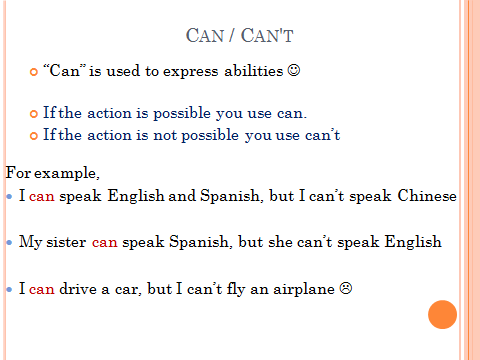 CAN / CAN'T
“Can” is used to express abilities ☺
If the action is possible you use can.
If the action is not possible you use can’t
For example,
I can speak English and Spanish, but I can’t speak Chinese
My sister can speak Spanish, but she can’t speak English
I can drive a car, but I can’t fly an airplane ☹